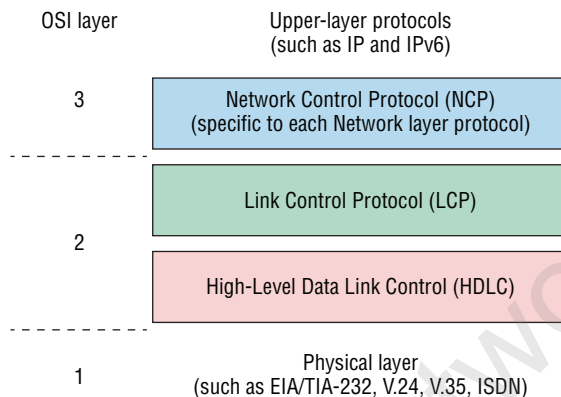 OSI layer
Upper-layer protocols
(such as IP and IPv6)
3
Network Control Protocol (NCP)
(specific to each Network layer protocol)
2
Link Control Protocol (LCP)
High-Level Data Link Control (HDLC)
1
Physical layer
(such as EIA/TIA-232, V.24, V.35, ISDN)